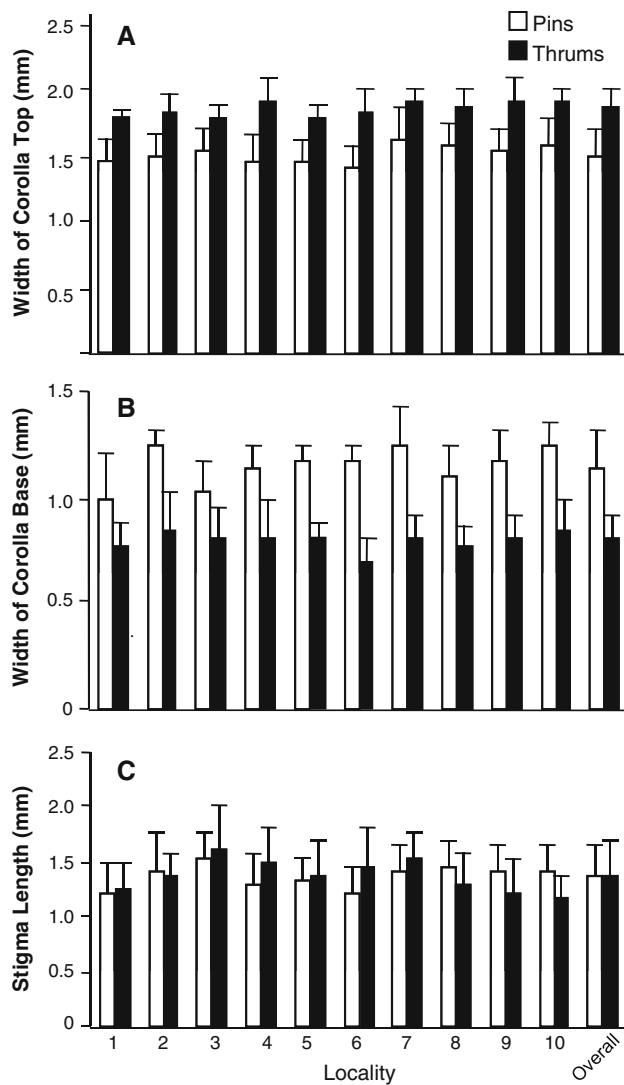 A
Pins
Thrums
Width of Corolla Top (mm)
2.5
2.0
1.5
1.0
0.5
B
Width of Corolla Base (mm)
1.5
1.0
0.5
0
C
Stigma Length (mm)
2.5
2.0
1.5
1.0
0.5
0
1 2 3 4 5 6 7 8 9 10 Overall
Locality